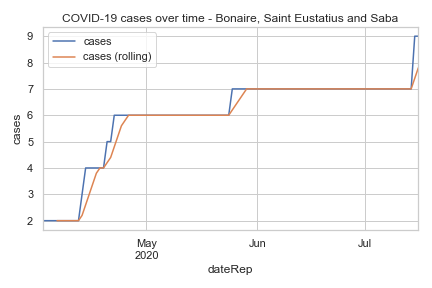 COVID-19 cases over time - Bonaire, Saint Eustatius and Saba
cases
cases (rolling)
9
8
7
6
5
4
3
2
cases
May
2020
Jun
Jul
dateRep